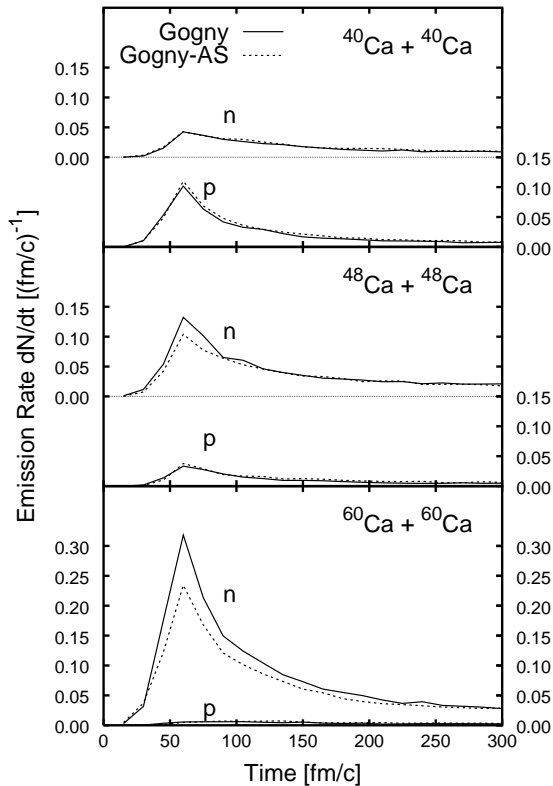 Gogny
Gogny-AS
40Ca + 40Ca
0.15
0.10
0.05
0.00
n
0.15
0.10
0.05
0.00
p
48Ca + 48Ca
0.15
0.10
0.05
0.00
n
0.15
0.10
0.05
0.00
p
60Ca + 60Ca
0.30
0.25
0.20
0.15
0.10
0.05
0.00
n
p
0.30
0.25
0.20
0.15
0.10
0.05
0.00
0 50 100 150 200 250 300
Time [fm/c]
Emission Rate dN/dt [(fm/c)-1]